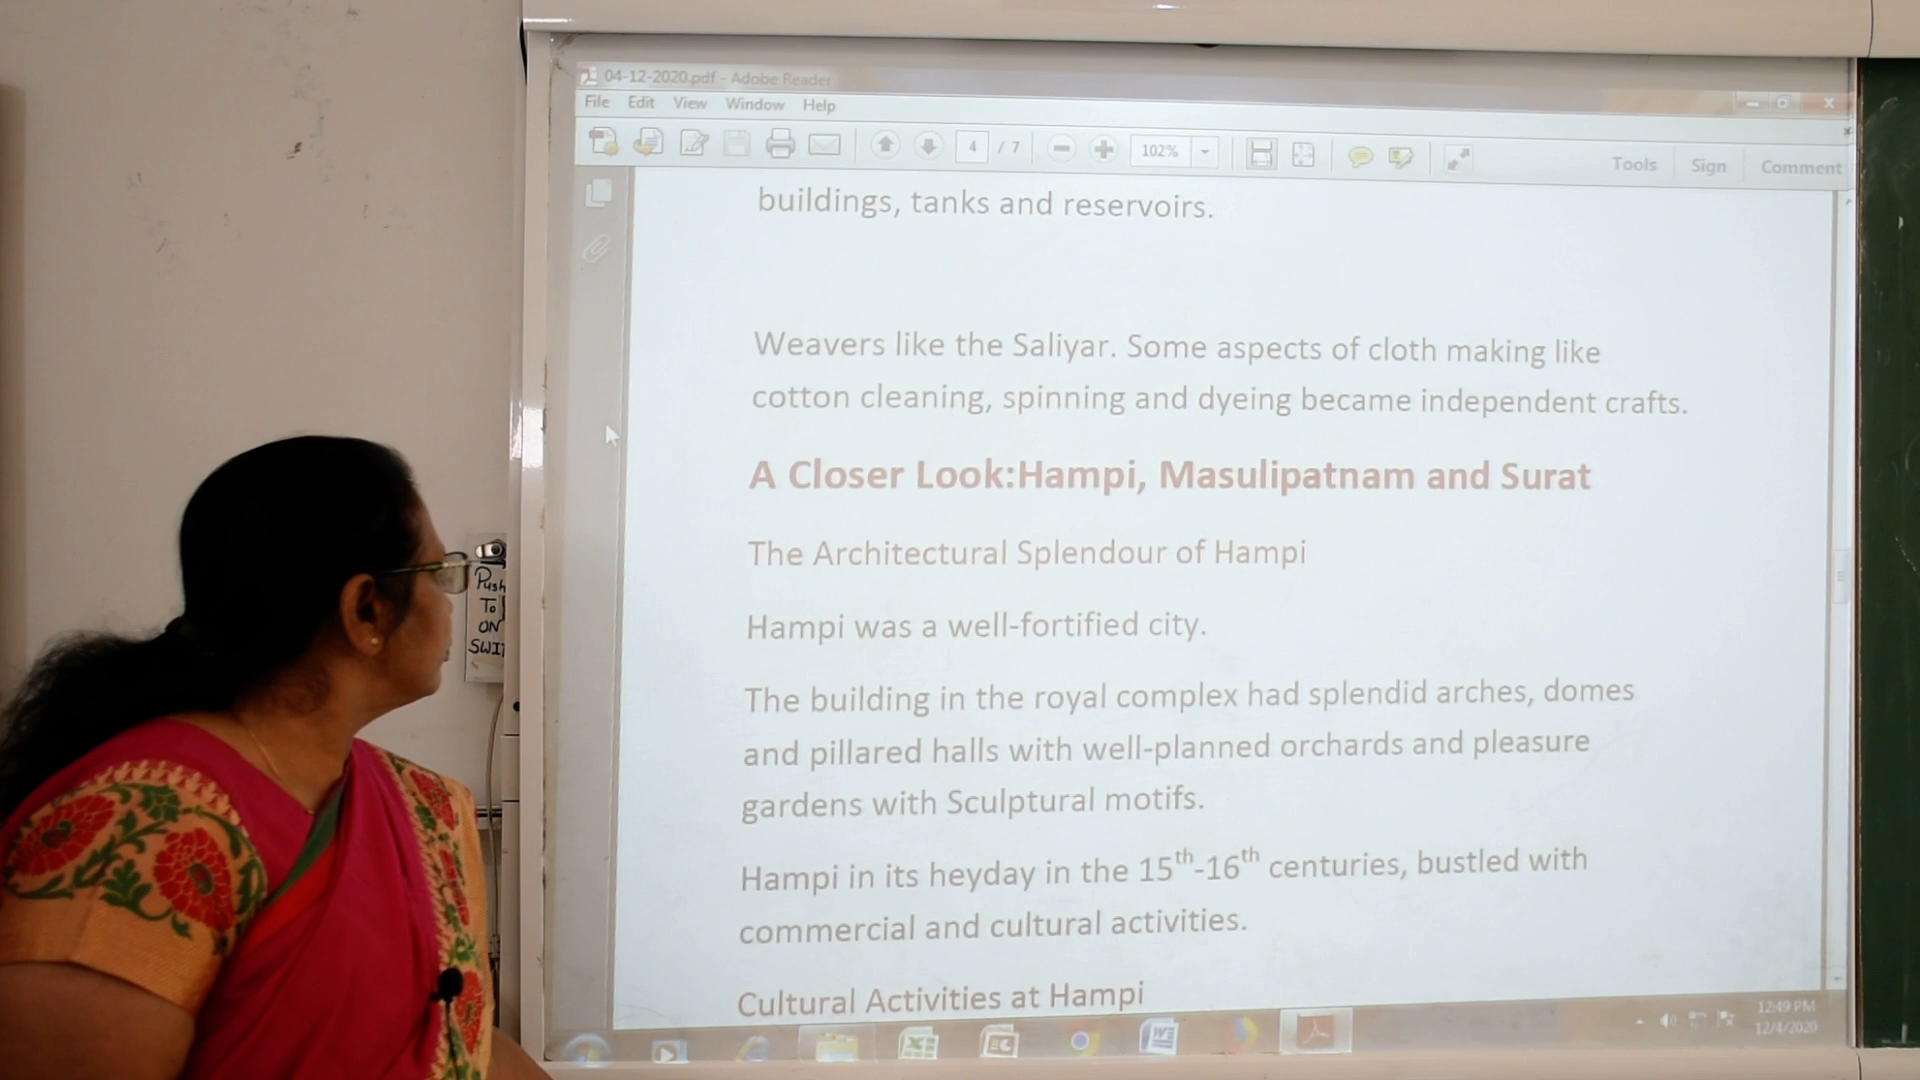 04-12-2020.pdf - Adobe Reader
File Edit View Window Help
4 / 7 102% Tools Sign Comment
buildings, tanks and reservoirs.
Weavers like the Saliyar. Some aspects of cloth making like
cotton cleaning, spinning and dyeing became independent crafts.
A Closer Look:Hampi, Masulipatnam and Surat
The Architectural Splendour of Hampi
Hampi was a well-fortified city.
The building in the royal complex had splendid arches, domes
and pillared halls with well-planned orchards and pleasure
gardens with Sculptural motifs.
Hampi in its heyday in the 15th-16th centuries, bustled with
commercial and cultural activities.
Cultural Activities at Hampi
12:49 PM
12/4/2020
Push
To
ON